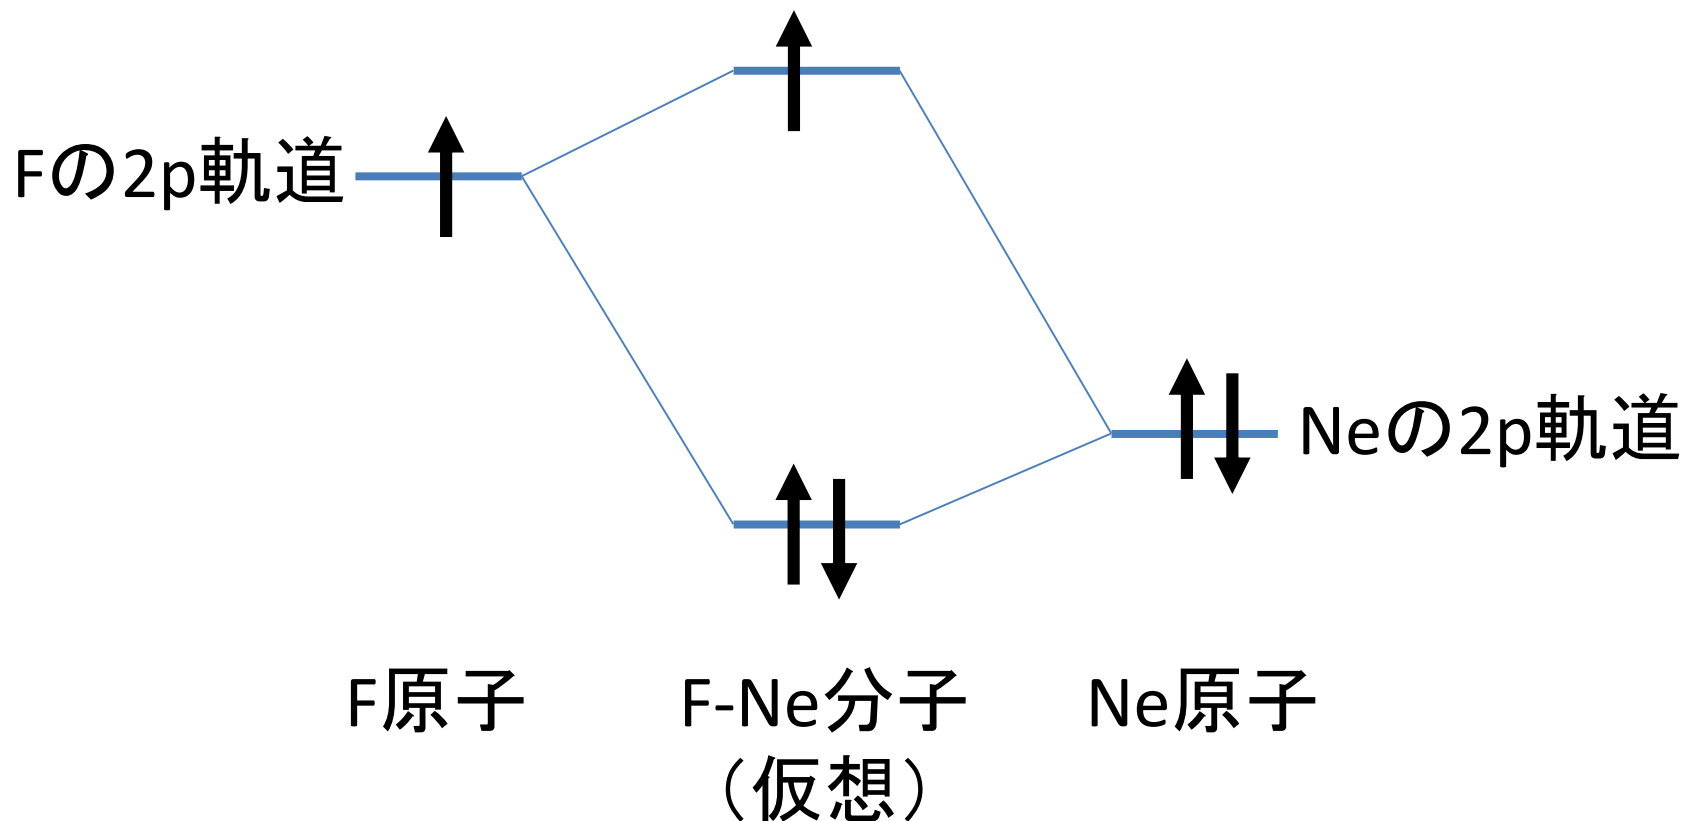 Fの2p軌道
Neの2p軌道
F原子
F-Ne分子
（仮想）
Ne原子